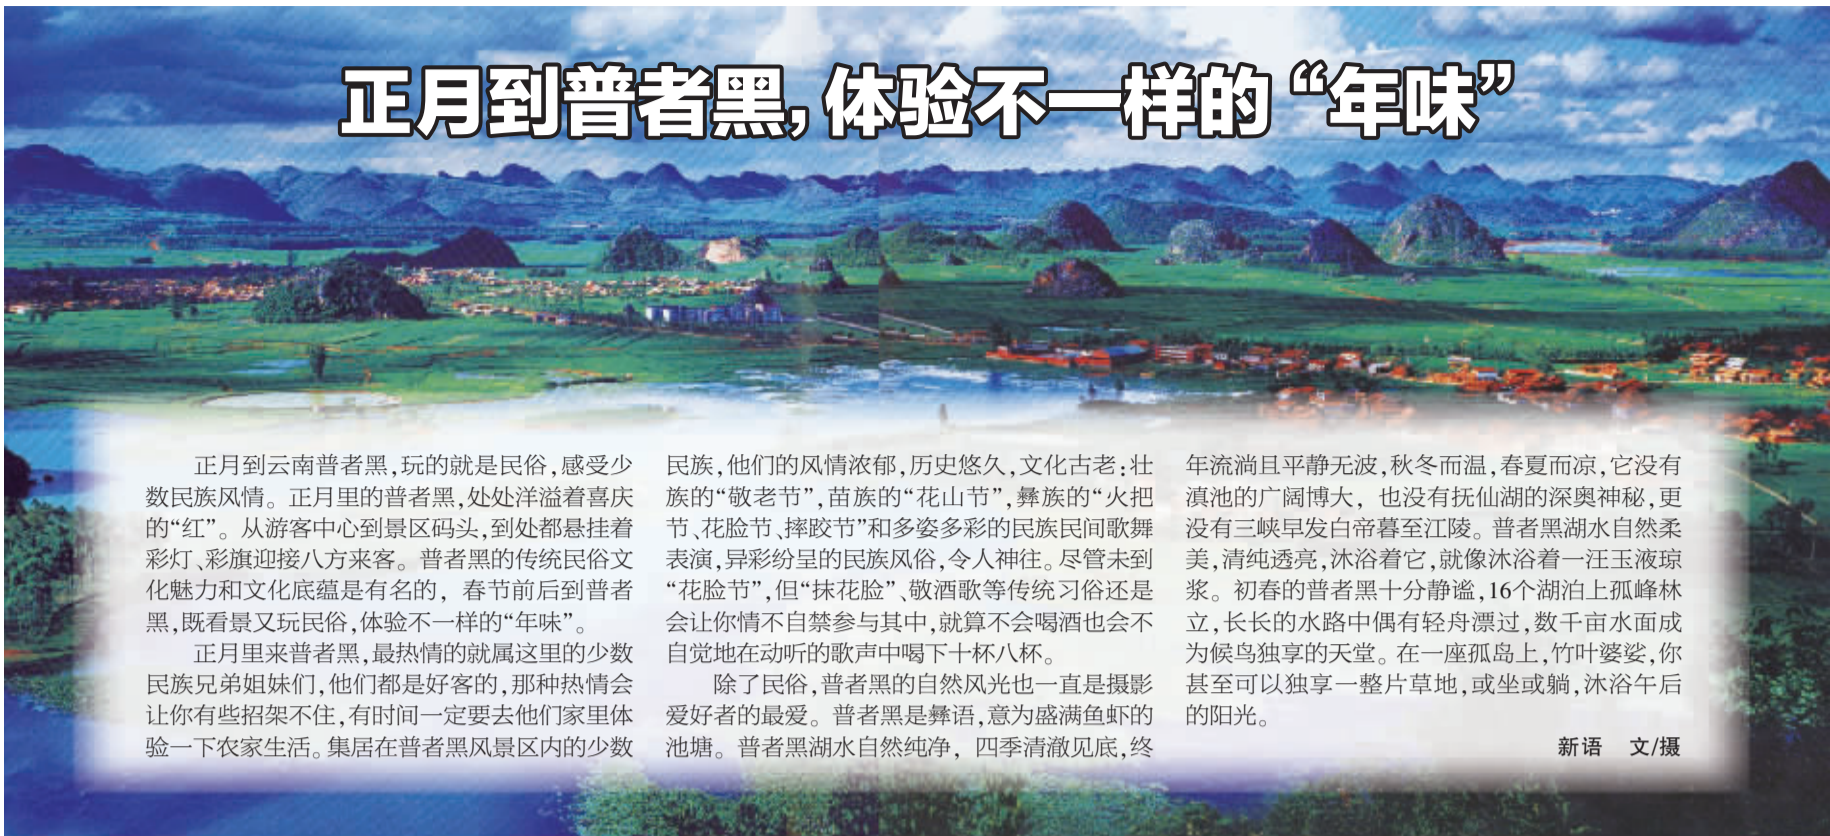 正月到普者黑，体验不一样的“年味”
正月到云南普者黑，玩的就是民俗，感受少
数民族风情。正月里的普者黑，处处洋溢着喜庆
的“红”。从游客中心到景区码头，到处都悬挂着
彩灯、彩旗迎接八方来客。普者黑的传统民俗文
化魅力和文化底蕴是有名的，春节前后到普者
黑，既看景又玩民俗，体验不一样的“年味”。
正月里来普者黑，最热情的就属这里的少数
民族兄弟姐妹们，他们都是好客的，那种热情会
让你有些招架不住，有时间一定要去他们家里体
验一下农家生活。集居在普者黑风景区内的少数
民族，他们的风情浓郁，历史悠久，文化古老；壮
族的“敬老节”，苗族的“花山节”，彝族的“火把
节、花脸节、摔跤节”和多姿多彩的民族民间歌舞
表演，异彩纷呈的民族风俗，令人神往。尽管未到
“花脸节”，但“抹花脸”、敬酒歌等传统习俗还是
会让你情不自禁参与其中，就算不会喝酒也会不
自觉地在动听的歌声中喝下十杯八杯。
除了民俗，普者黑的自然风光也一直是摄影
爱好者的最爱。普者黑是彝语，意为盛满鱼虾的
池塘。普者黑湖水自然纯净，四季清澈见底，终
年流淌且平静无波，秋冬而温，春夏而凉，它没有
滇池的广阔博大，也没有抚仙湖的深奥神秘，更
没有三峡早发白帝暮至江陵。普者黑湖水自然柔
美，清纯透亮，沐浴着它，就像沐浴着一汪玉液琼
浆。初春的普者黑十分静谧，16个湖泊上孤峰林
立，长长的水路中偶有轻舟漂过，数千亩水面成
为候鸟独享的天堂。在一座孤岛上，竹叶婆娑，你
甚至可以独享一整片草地，或坐或躺，沐浴午后
的阳光。
新语 文/摄